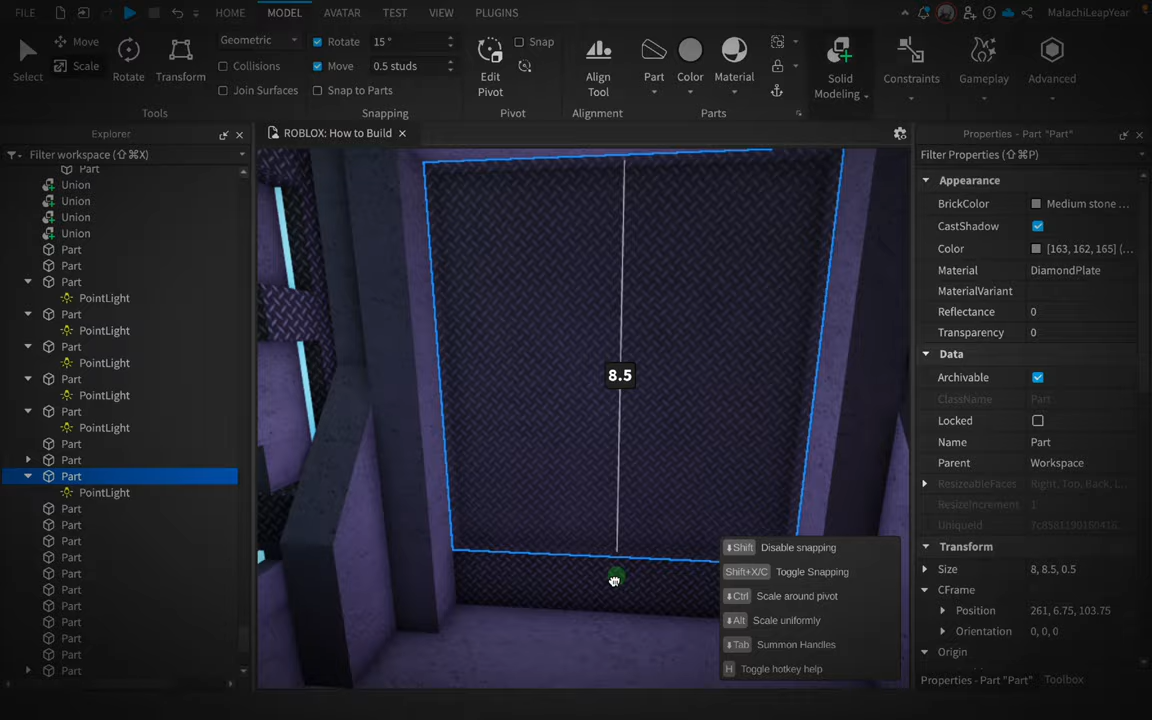 FILE HOME MODEL AVATAR TEST VIEW PLUGINS MalachiLeapYear
Select Move Scale Rotate Transform
Geometric
Collisions
Join Surfaces
Rotate 15 °
Move 0.5 studs
Snap to Parts
Edit Pivot Snap
Align Tool
Part Color Material
Solid Modeling
Constraints
Gameplay
Advanced
Tools Snapping Pivot Alignment Parts
Explorer
Filter workspace (⇧⌘X)
Part
Union
Union
Union
Union
Part
Part
Part
PointLight
Part
PointLight
Part
PointLight
Part
PointLight
Part
PointLight
Part
Part
Part
PointLight
Part
Part
Part
Part
Part
Part
Part
Part
Part
Part
Part
ROBLOX: How to Build
8.5
Shift Disable snapping
Shift+X/C Toggle Snapping
Ctrl Scale around pivot
Alt Scale uniformly
Tab Summon Handles
H Toggle hotkey help
Properties - Part "Part"
Filter Properties (⇧⌘P)
Appearance
BrickColor Medium stone ...
CastShadow
Color [163, 162, 165] (...
Material DiamondPlate
MaterialVariant
Reflectance 0
Transparency 0
Data
Archivable
ClassName Part
Locked
Name Part
Parent Workspace
ResizeableFaces Right, Top, Back, L...
ResizeIncrement 1
UniqueId
Transform
Size 8, 8.5, 0.5
CFrame
Position 261, 6.75, 103.75
Orientation 0, 0, 0
Origin
Properties - Part "Part" Toolbox